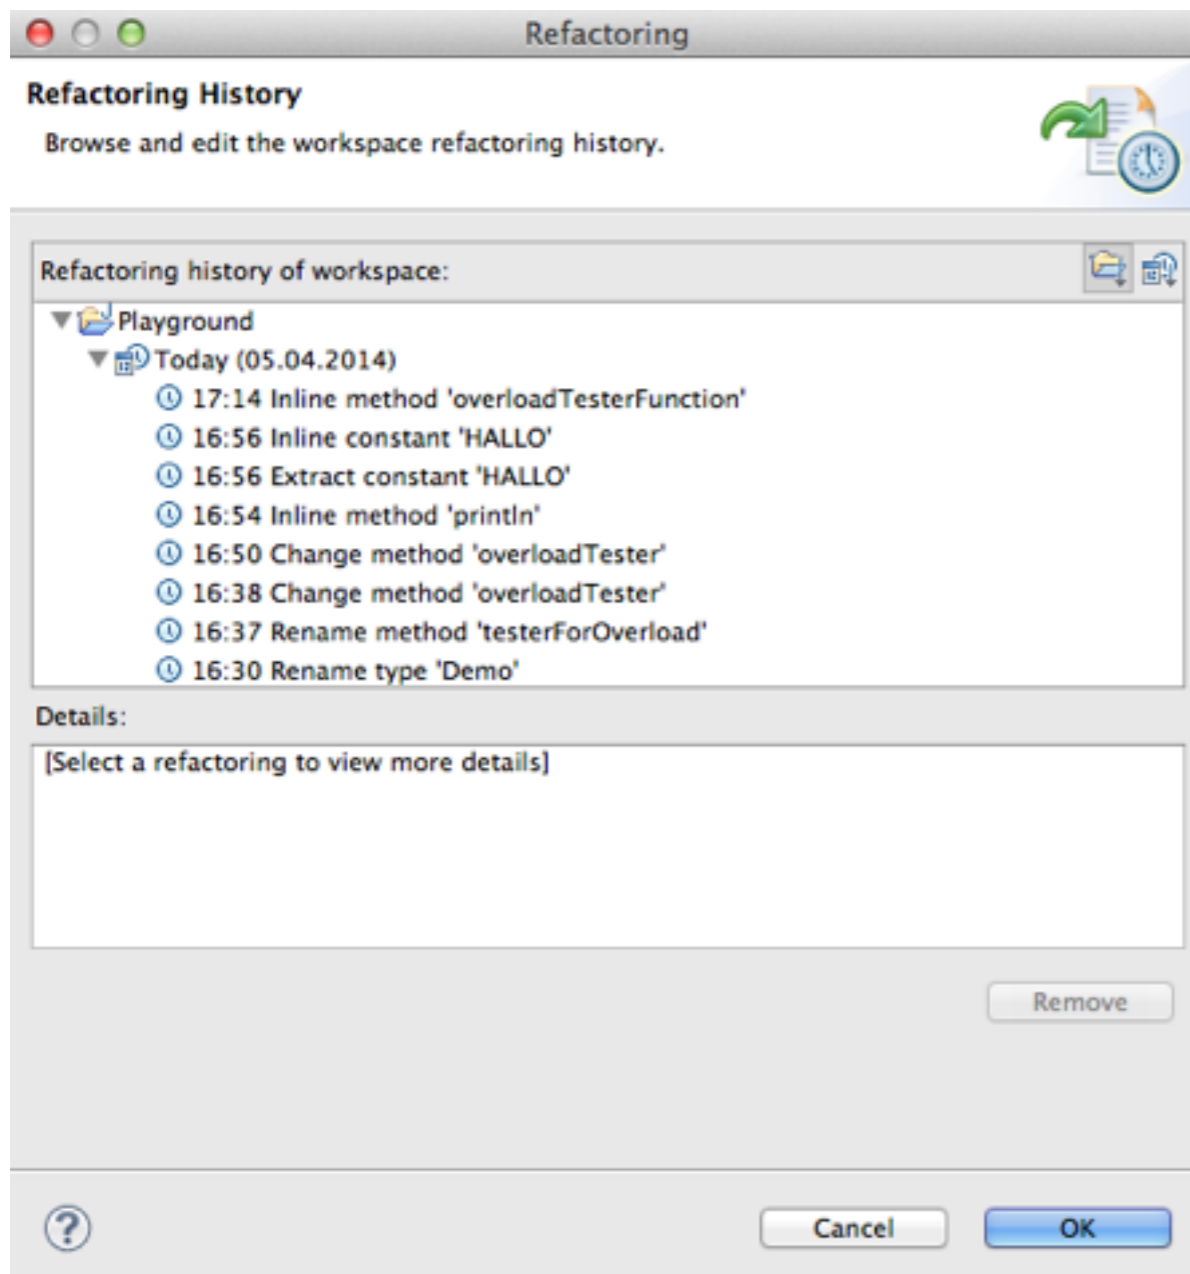 Refactoring
Refactoring History
Browse and edit the workspace refactoring history.
Refactoring history of workspace:
Playground
Today (05.04.2014)
17:14 Inline method 'overloadTesterFunction'
16:56 Inline constant 'HALLO'
16:56 Extract constant 'HALLO'
16:54 Inline method 'println'
16:50 Change method 'overloadTester'
16:38 Change method 'overloadTester'
16:37 Rename method 'testerForOverload'
16:30 Rename type 'Demo'
Details:
[Select a refactoring to view more details]
Remove
? Cancel OK